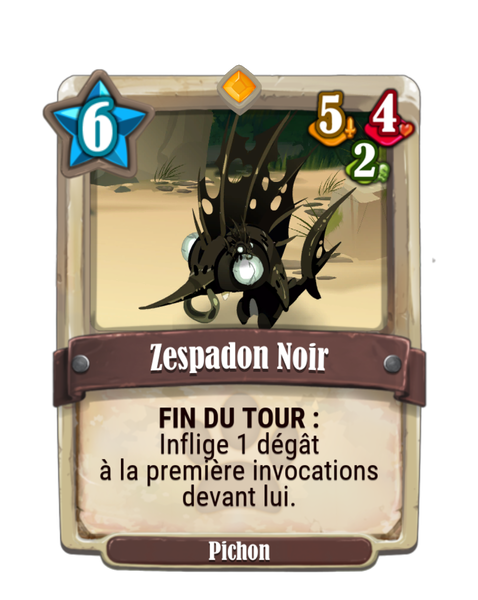 6
5
4
2
Zespadon Noir
FIN DU TOUR :
Inflige 1 dégât
à la première invocations
devant lui.
Pichon